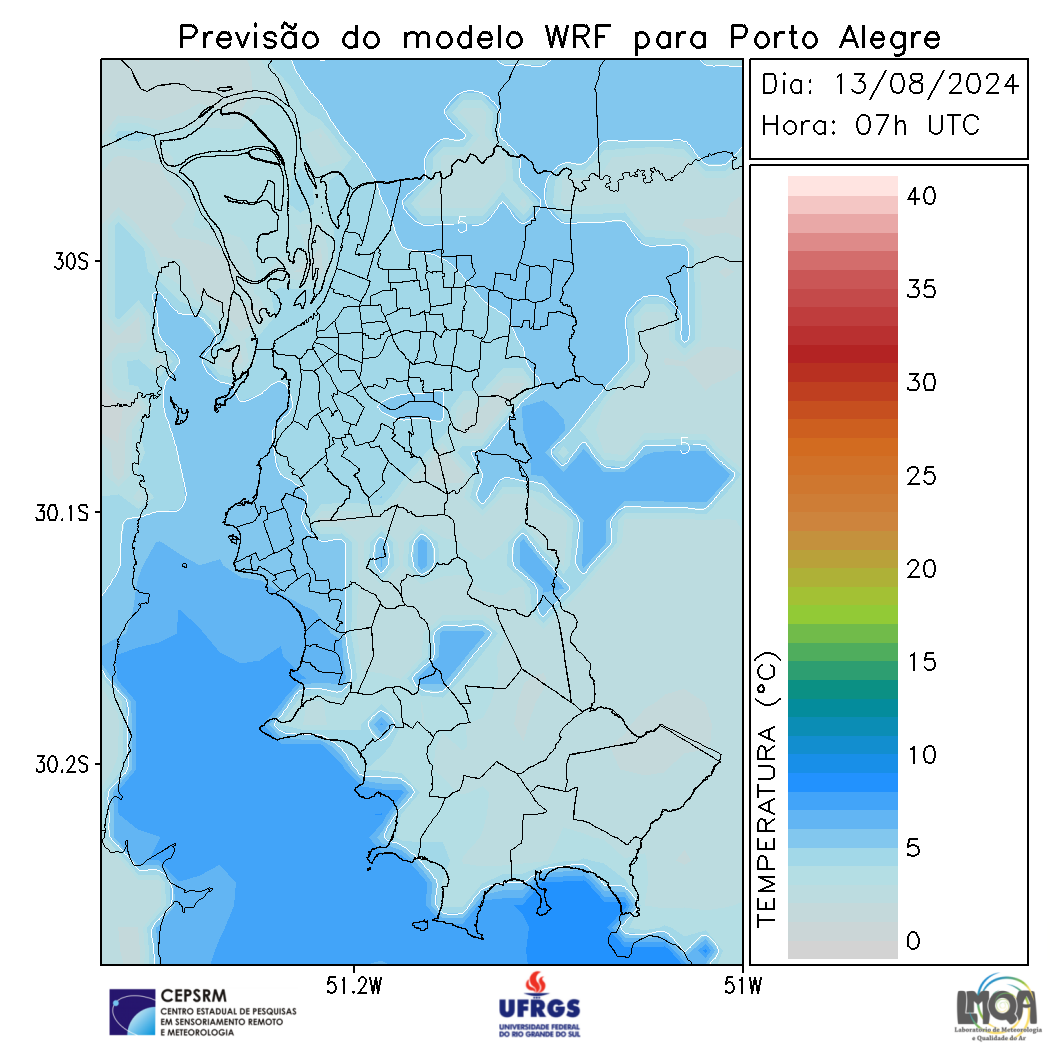 Previsão do modelo WRF para Porto Alegre
Dia: 13/08/2024
Hora: 07h UTC
40
35
30
25
20
15
10
5
0
TEMPERATURA (°C)
30S
30.1S
30.2S
51.2W
51W
5
5
CEPSRM
CENTRO ESTADUAL DE PESQUISAS
EM SENSORIAMENTO REMOTO
E METEOROLOGIA
UFRGS
UNIVERSIDADE FEDERAL
DO RIO GRANDE DO SUL
LMQA
Laboratório de Meteorologia
e Qualidade do Ar